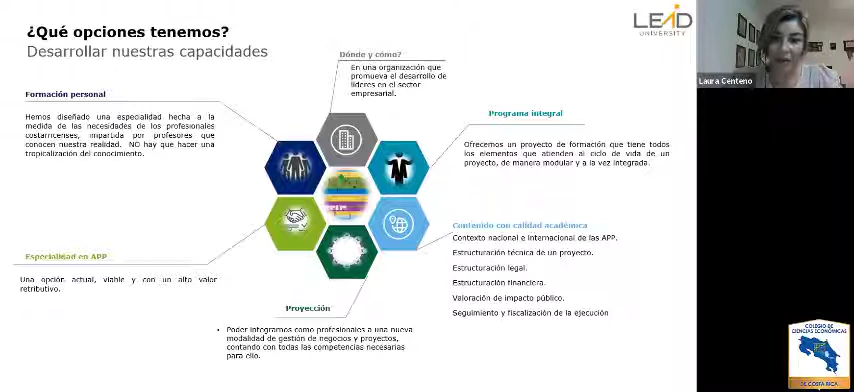 ¿Qué opciones tenemos?
Desarrollar nuestras capacidades
LEAD
UNIVERSITY
Laura Centeno
Dónde y cómo?
En una organización que
promueva el desarrollo de
líderes en el sector
empresarial.
Formación personal
Hemos diseñado una especialidad hecha a la
medida de las necesidades de los profesionales
costarricenses, impartida por profesores que
conocen nuestra realidad. NO hay que hacer una
tropicalización del conocimiento.
Programa integral
Ofrecemos un proyecto de formación que tiene todos
los elementos que atienden al ciclo de vida de un
proyecto, de manera modular y a la vez integrada.
Contenido con calidad académica
Contexto nacional e internacional de las APP.
Estructuración técnica de un proyecto.
Estructuración legal.
Estructuración financiera.
Valoración de impacto público.
Seguimiento y fiscalización de la ejecución
Especialidad en APP
Una opción actual, viable y con un alto valor
retributivo.
Proyección
• Poder integrarnos como profesionales a una nueva
modalidad de gestión de negocios y proyectos,
contando con todas las competencias necesarias
para ello.
COLEGIO DE
CIENCIAS ECONÓMICAS
DE COSTA RICA